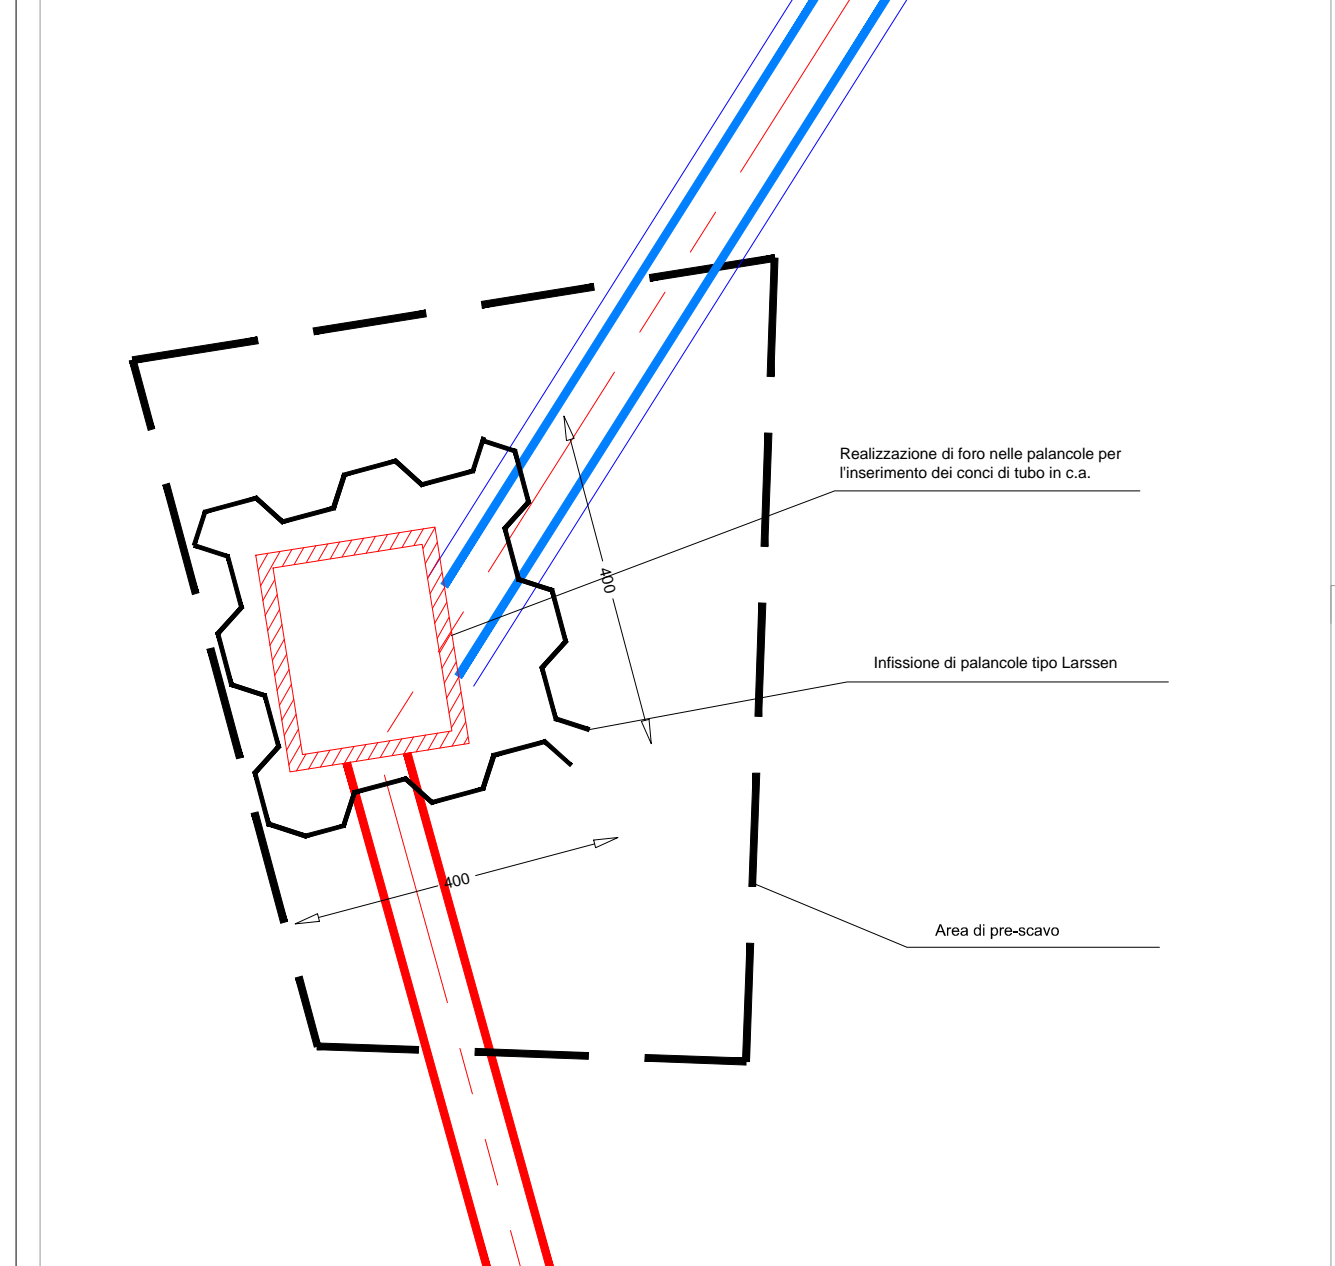 Realizzazione di foro nelle palancole per
l'inserimento dei conci di tubo in c.a.
400
Infissione di palancole tipo Larssen
400
Area di pre-scavo